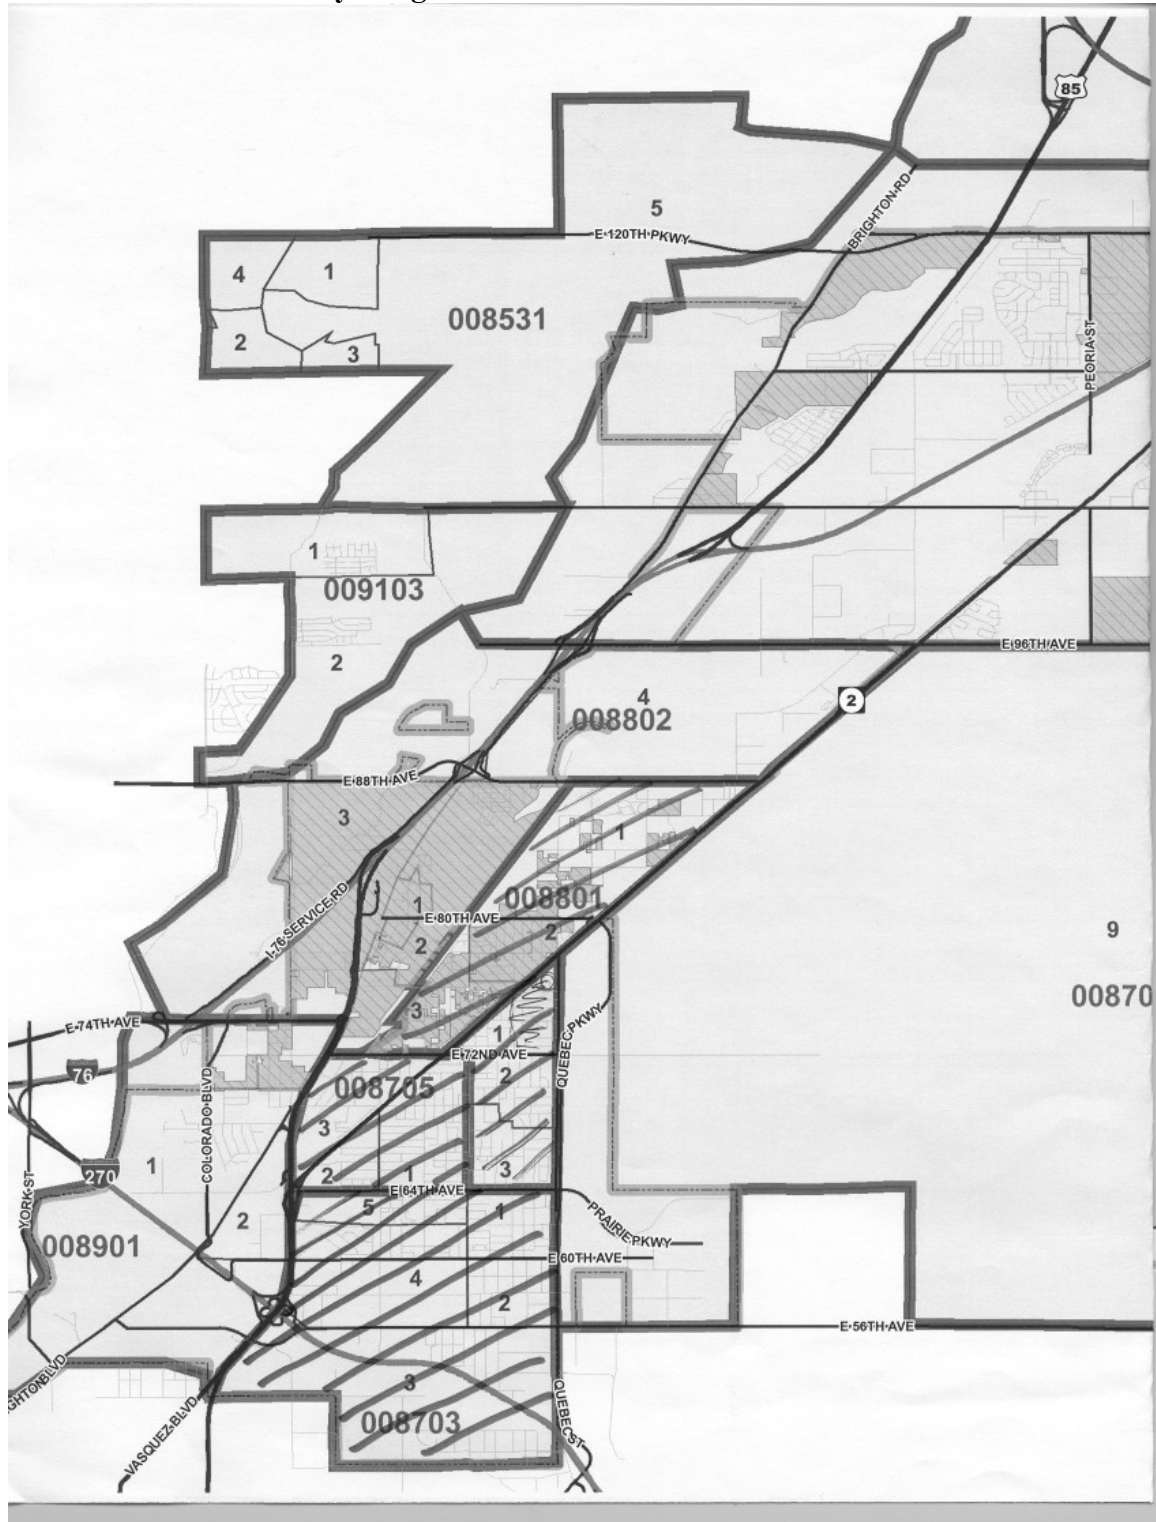 85
BRIGHTON RD
5
E 120TH PKWY
4
1
008531
2
3
PEORIA ST
1
009103
2
E 96TH AVE
4
008802
2
E 88TH AVE
3
1
1
008801
I-76 SERVICE RD
E 80TH AVE
2
2
9
00870
3
E 74TH AVE
1
QUEBEC PKWY
E 72ND AVE
76
008705
2
COLORADO BLVD
3
1
270
2
1
3
E 64TH AVE
YORK ST
5
1
PRAIRIE PKWY
2
008901
E 60TH AVE
4
2
E 56TH AVE
GHTON BLVD
3
VASQUEZ BLVD
008703
QUEBEC ST